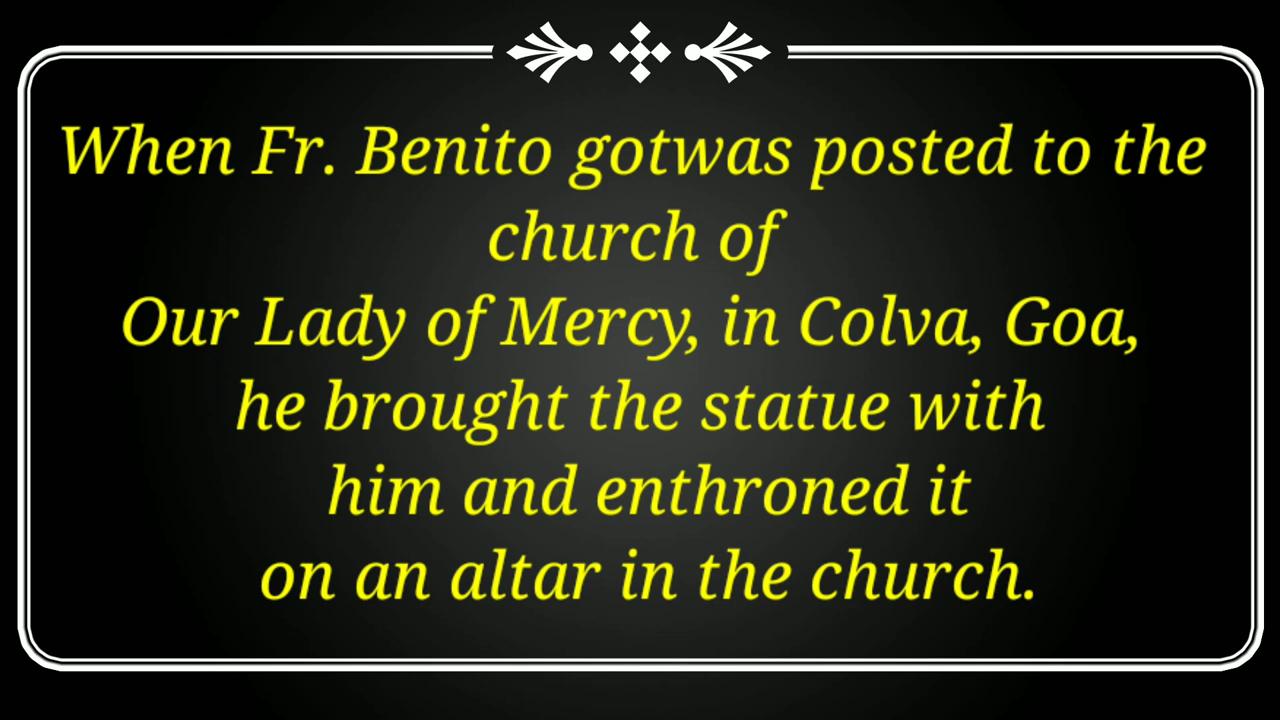 When Fr. Benito gotwas posted to the
church of
Our Lady of Mercy, in Colva, Goa,
he brought the statue with
him and enthroned it
on an altar in the church.